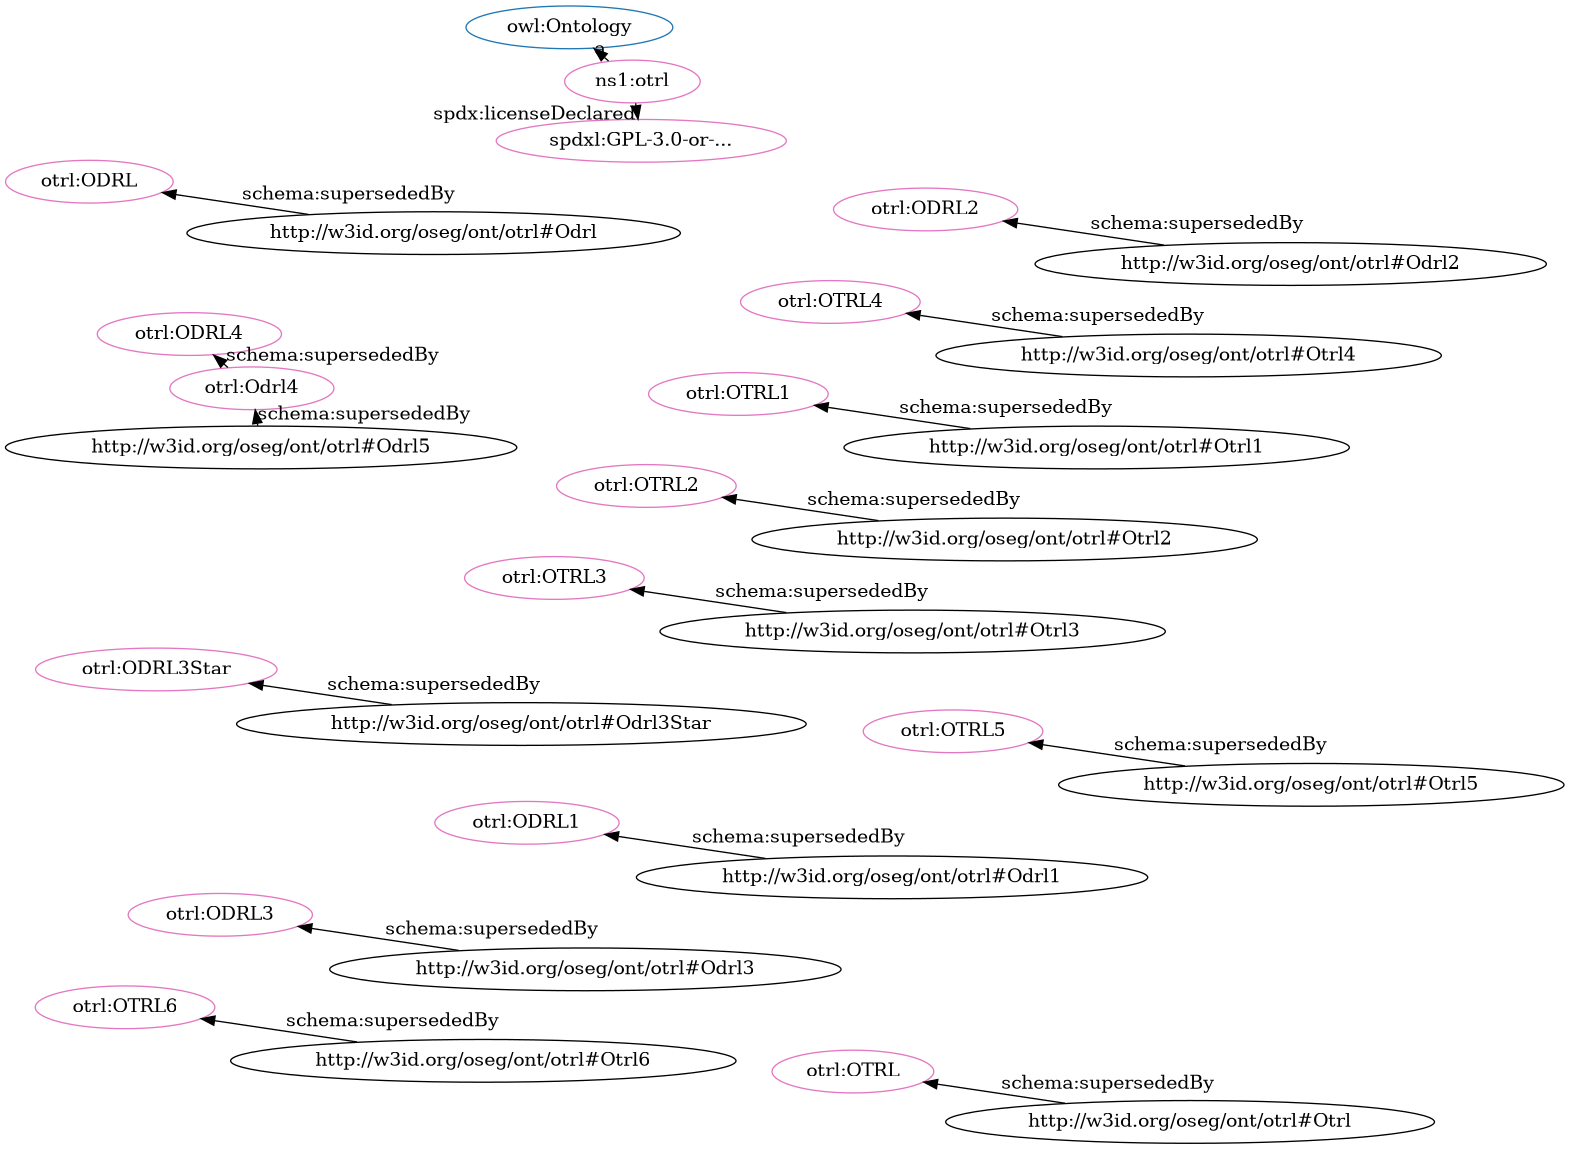 owl:Ontology
a
ns1:otrl
spdx:licenseDeclared
spdxl:GPL-3.0-or-...
otrl:ODRL
schema:supersededBy
http://w3id.org/oseg/ont/otrl#Odrl
otrl:ODRL2
schema:supersededBy
http://w3id.org/oseg/ont/otrl#Odrl2
otrl:OTRL4
schema:supersededBy
http://w3id.org/oseg/ont/otrl#Otrl4
otrl:ODRL4
schema:supersededBy
otrl:Odrl4
schema:supersededBy
http://w3id.org/oseg/ont/otrl#Odrl5
otrl:OTRL1
schema:supersededBy
http://w3id.org/oseg/ont/otrl#Otrl1
otrl:OTRL2
schema:supersededBy
http://w3id.org/oseg/ont/otrl#Otrl2
otrl:OTRL3
schema:supersededBy
http://w3id.org/oseg/ont/otrl#Otrl3
otrl:ODRL3Star
schema:supersededBy
http://w3id.org/oseg/ont/otrl#Odrl3Star
otrl:OTRL5
schema:supersededBy
http://w3id.org/oseg/ont/otrl#Otrl5
otrl:ODRL1
schema:supersededBy
http://w3id.org/oseg/ont/otrl#Odrl1
otrl:ODRL3
schema:supersededBy
http://w3id.org/oseg/ont/otrl#Odrl3
otrl:OTRL6
schema:supersededBy
http://w3id.org/oseg/ont/otrl#Otrl6
otrl:OTRL
schema:supersededBy
http://w3id.org/oseg/ont/otrl#Otrl